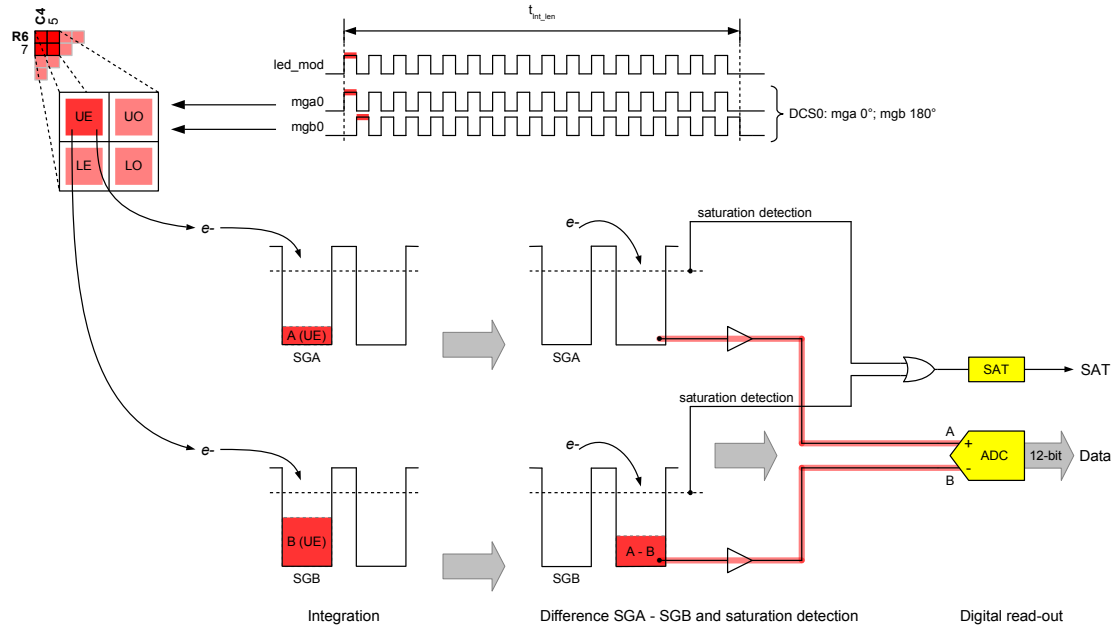 C4
5
R6
7
tInt_len
led_mod
mga0
mgb0
DCS0: mga 0°; mgb 180°
UE
UO
LE
LO
e-
e-
saturation detection
A (UE)
SGA
SGA
SAT
SAT
saturation detection
e-
e-
A
+
ADC
12-bit
Data
-
B
B (UE)
A - B
SGB
SGB
Integration
Difference SGA - SGB and saturation detection
Digital read-out